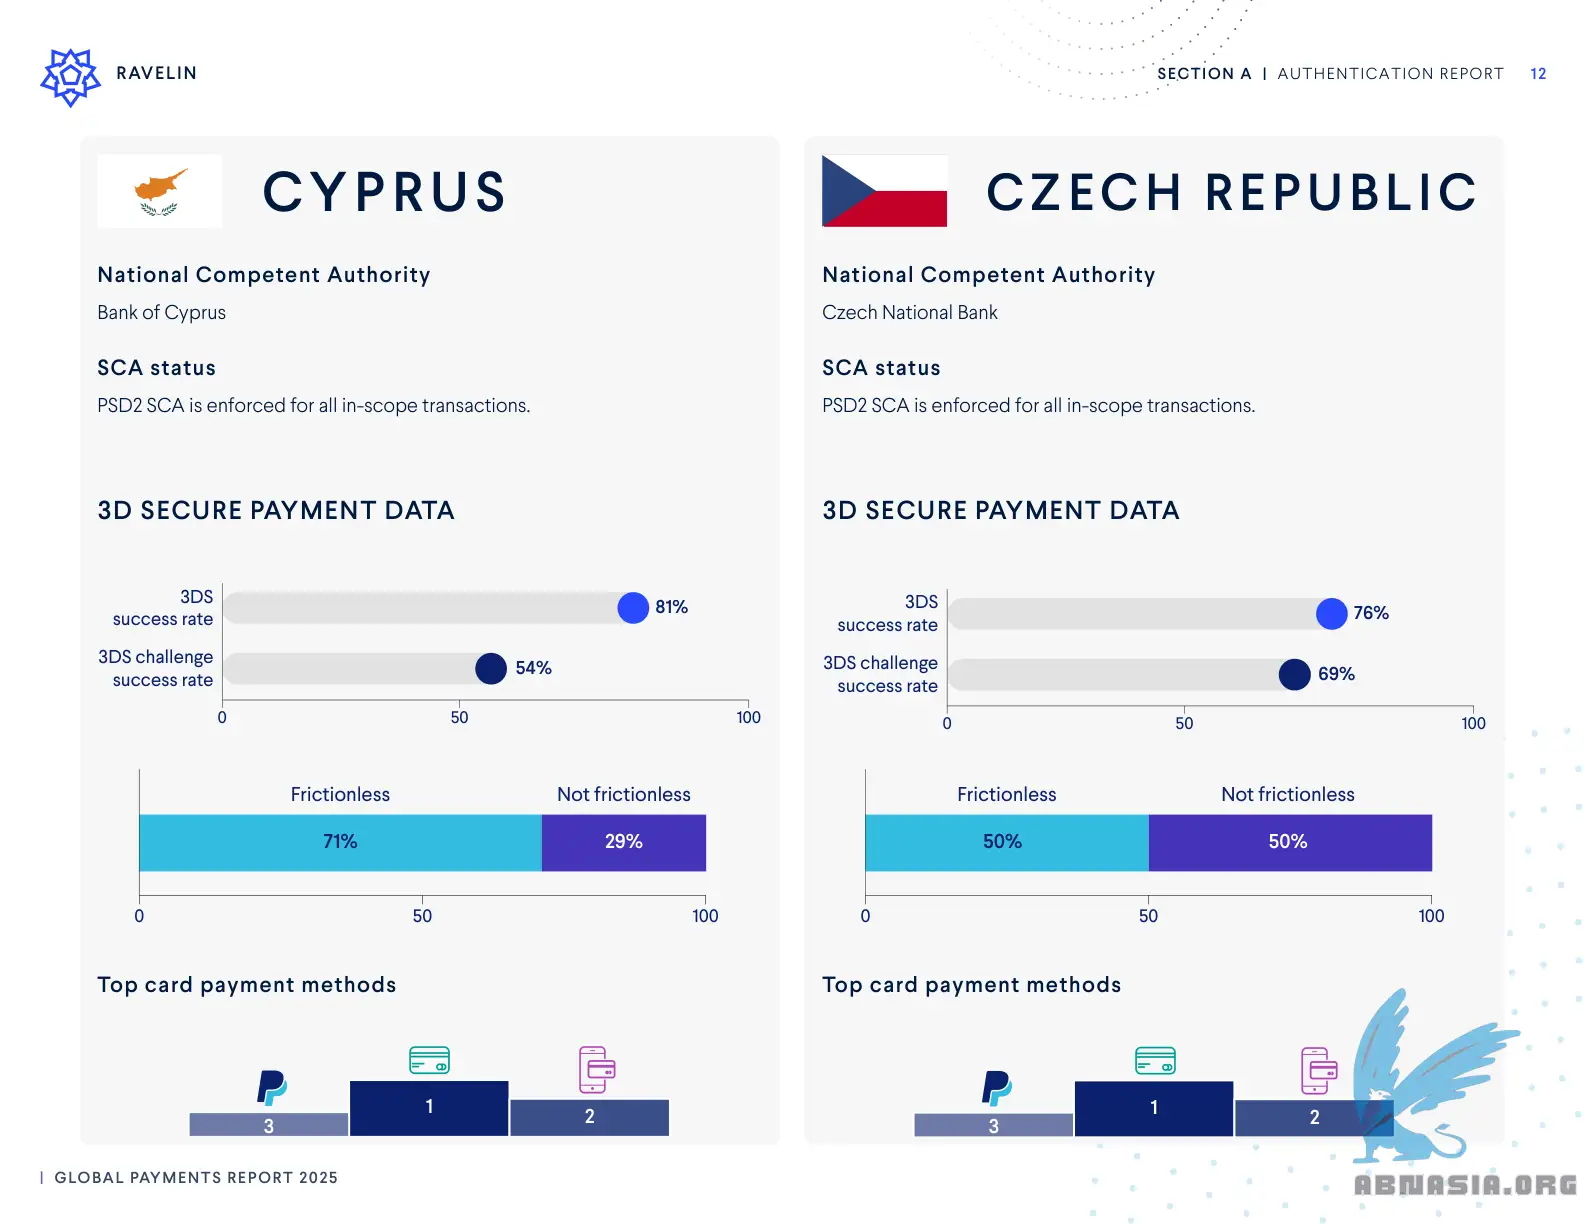 RAVELIN
SECTION A | AUTHENTICATION REPORT 12
CYPRUS
National Competent Authority
Bank of Cyprus
SCA status
PSD2 SCA is enforced for all in-scope transactions.
3D SECURE PAYMENT DATA
3DS
success rate
81%
3DS challenge
success rate
54%
0 50 100
Frictionless Not frictionless
71% 29%
0 50 100
Top card payment methods
3 1 2
CZECH REPUBLIC
National Competent Authority
Czech National Bank
SCA status
PSD2 SCA is enforced for all in-scope transactions.
3D SECURE PAYMENT DATA
3DS
success rate
76%
3DS challenge
success rate
69%
0 50 100
Frictionless Not frictionless
50% 50%
0 50 100
Top card payment methods
3 1 2
| GLOBAL PAYMENTS REPORT 2025
ABNASIA.ORG